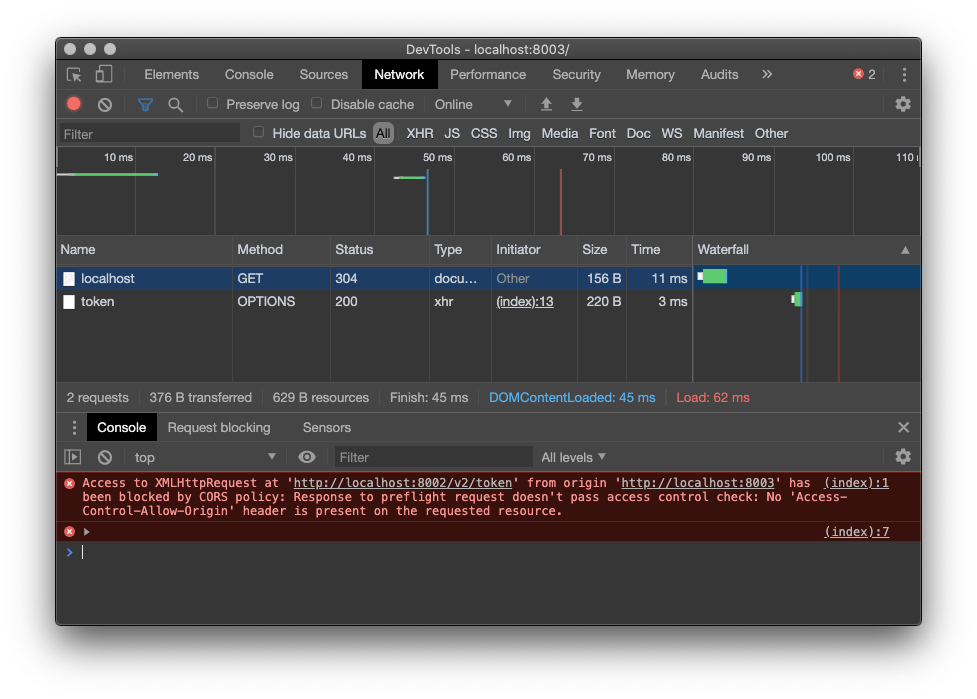 DevTools - localhost:8003/
Elements Console Sources Network Performance Security Memory Audits » 2
Preserve log Disable cache Online ▼
Filter Hide data URLs All XHR JS CSS Img Media Font Doc WS Manifest Other
10 ms 20 ms 30 ms 40 ms 50 ms 60 ms 70 ms 80 ms 90 ms 100 ms 110
Name Method Status Type Initiator Size Time Waterfall ▲
localhost GET 304 docu... Other 156 B 11 ms
token OPTIONS 200 xhr (index):13 220 B 3 ms
2 requests 376 B transferred 629 B resources Finish: 45 ms DOMContentLoaded: 45 ms Load: 62 ms
Console Request blocking Sensors
top ▼ Filter All levels ▼
Access to XMLHttpRequest at 'http://localhost:8002/v2/token' from origin 'http://localhost:8003' has (index):1
been blocked by CORS policy: Response to preflight request doesn't pass access control check: No 'Access-
Control-Allow-Origin' header is present on the requested resource.
(index):7